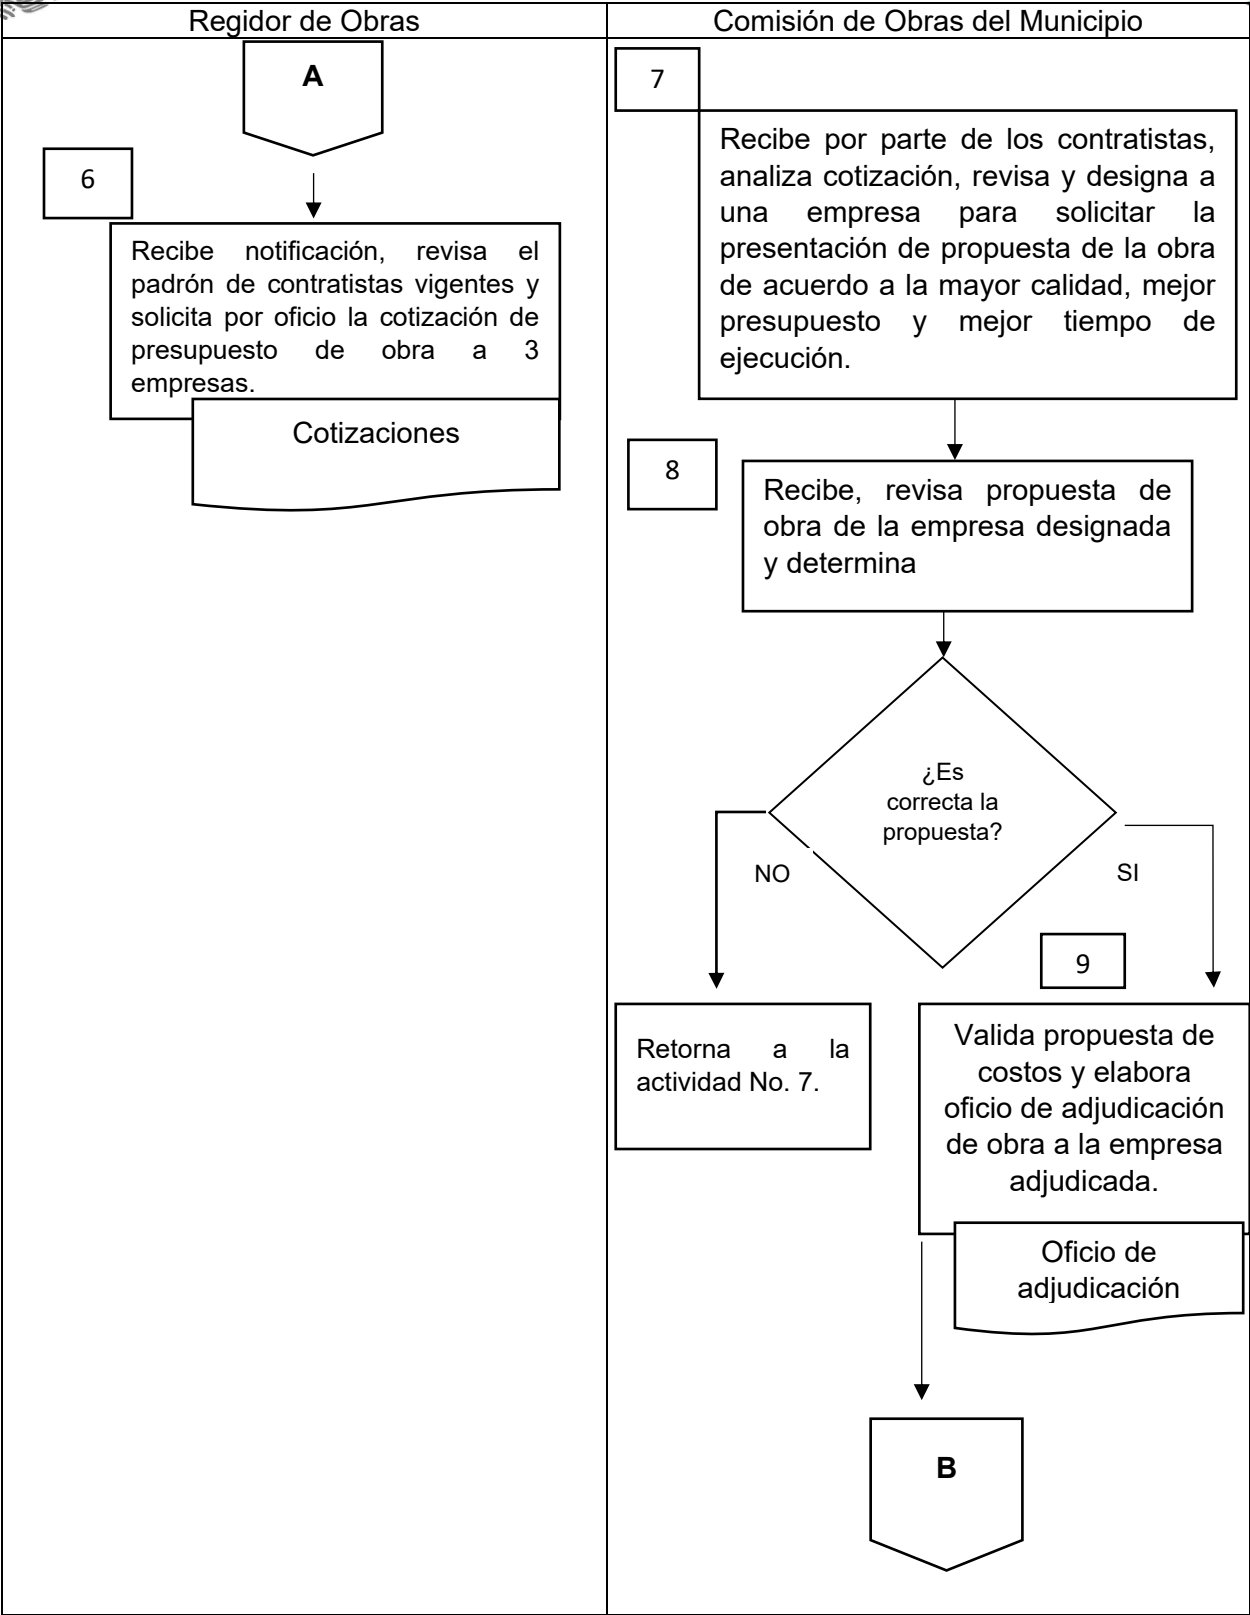 Regidor de Obras
Comisión de Obras del Municipio
A
6
Recibe notificación, revisa el
padrón de contratistas vigentes y
solicita por oficio la cotización de
presupuesto de obra a 3
empresas.
Cotizaciones
7
Recibe por parte de los contratistas,
analiza cotización, revisa y designa a
una empresa para solicitar la
presentación de propuesta de la obra
de acuerdo a la mayor calidad, mejor
presupuesto y mejor tiempo de
ejecución.
8
Recibe, revisa propuesta de
obra de la empresa designada
y determina
¿Es
correcta la
propuesta?
NO
SI
Retorna a la
actividad No. 7.
9
Valida propuesta de
costos y elabora
oficio de adjudicación
de obra a la empresa
adjudicada.
Oficio de
adjudicación
B